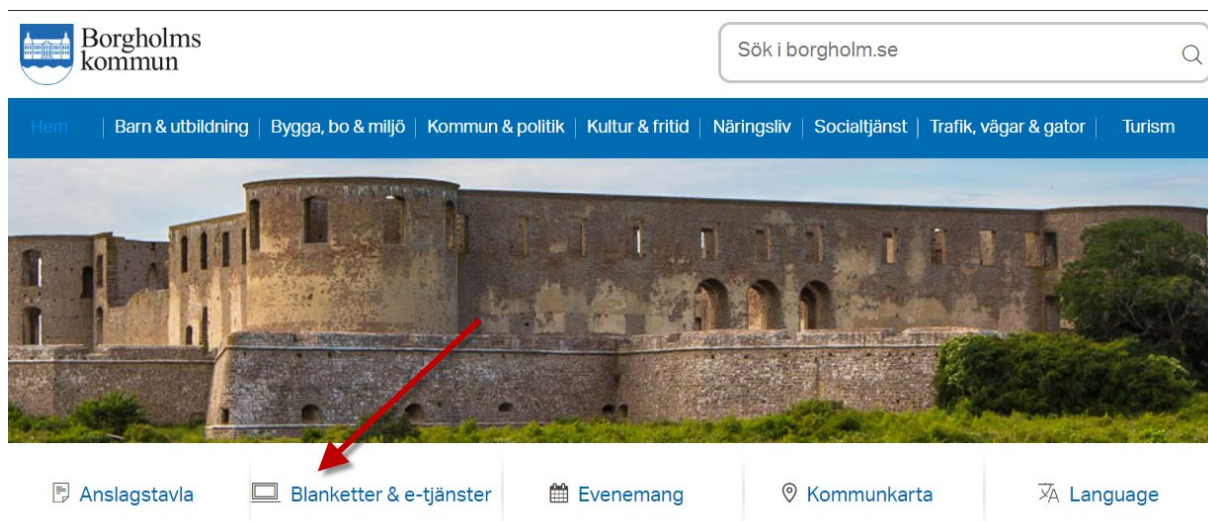 Borgholms
kommun
Sök i borgholm.se
Hem Barn & utbildning Bygga, bo & miljö Kommun & politik Kultur & fritid Näringsliv Socialtjänst Trafik, vägar & gator Turism
Anslagstavla Blanketter & e-tjänster Evenemang Kommunkarta Language